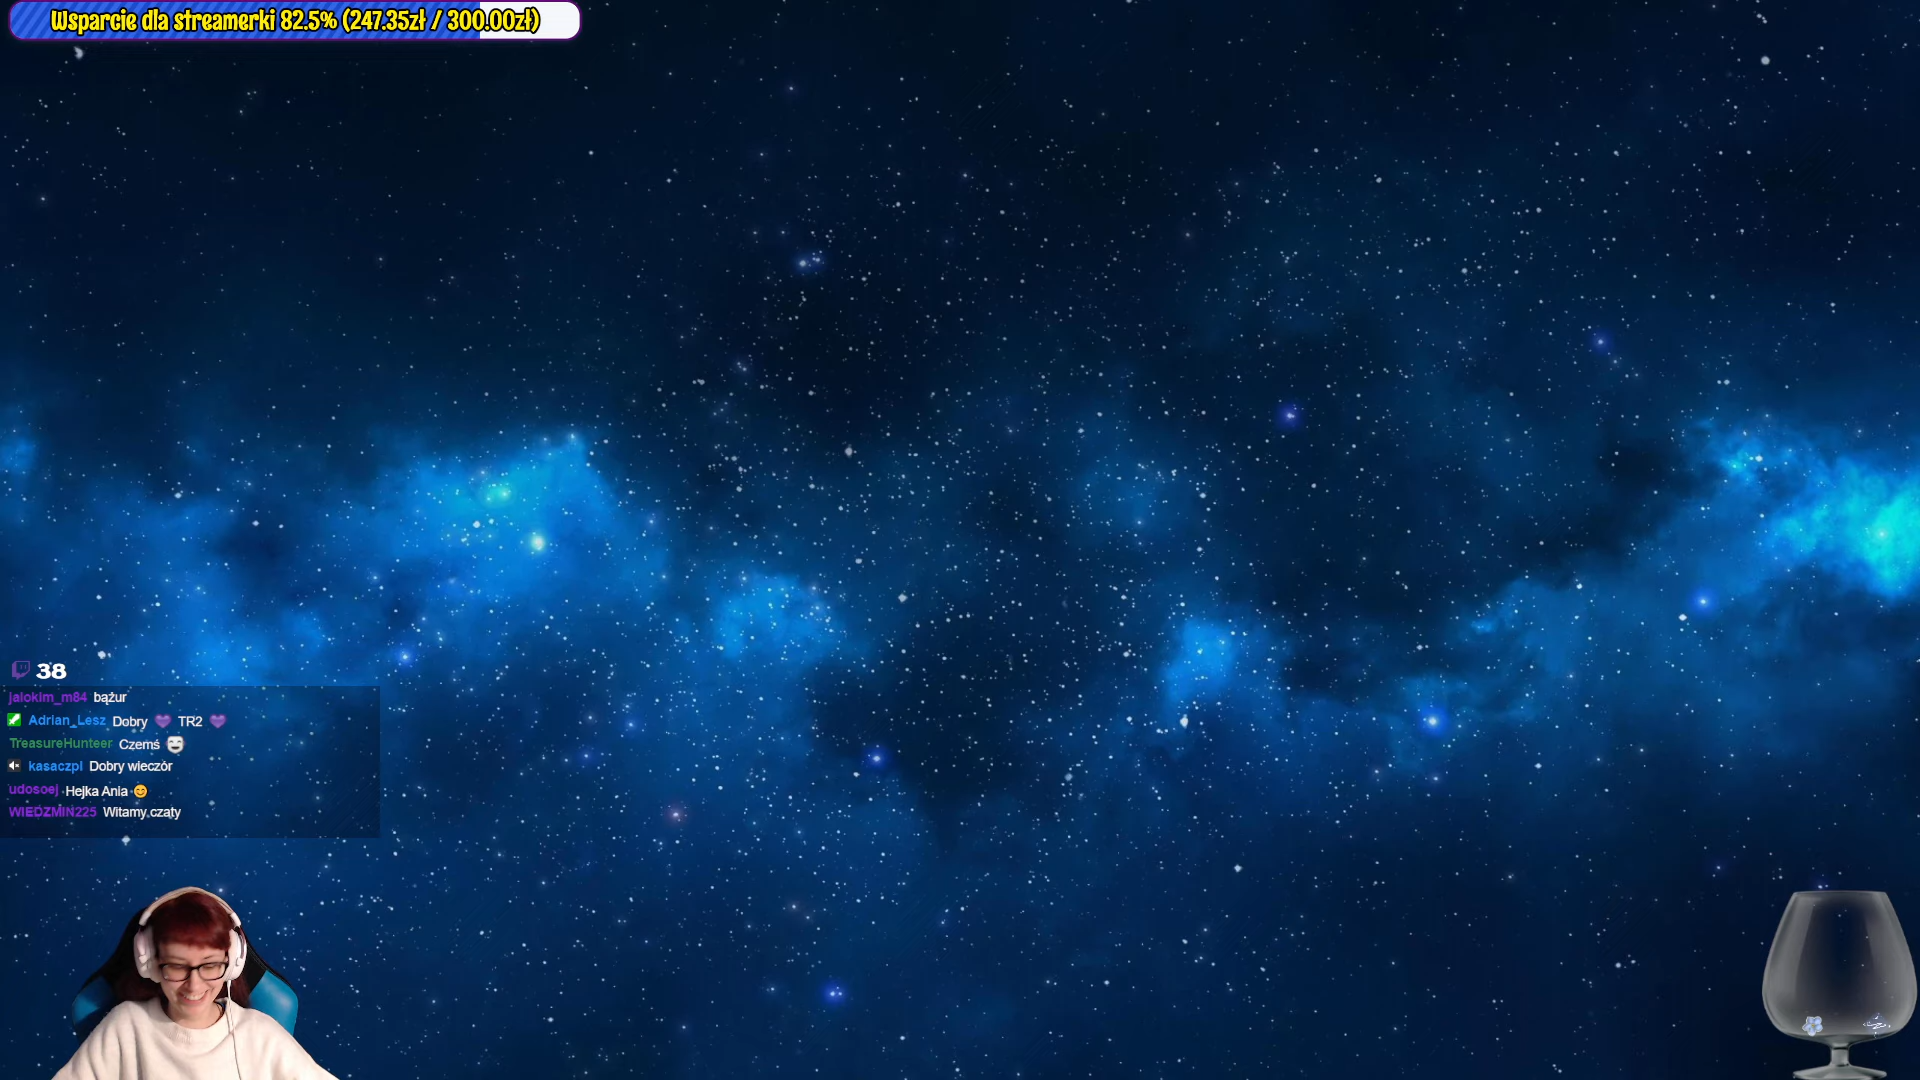 Wsparcie dla streamerki 82.5% (247.35zł / 300.00zł)
38
jalokim_m84 bążur
Adrian_Lesz Dobry 💜 TR2 💜
TreasureHunteer Czemś
kasaczpl Dobry wieczór
udosoej Hejka Ania 😊
WIEDZMIN225 Witamy czaty